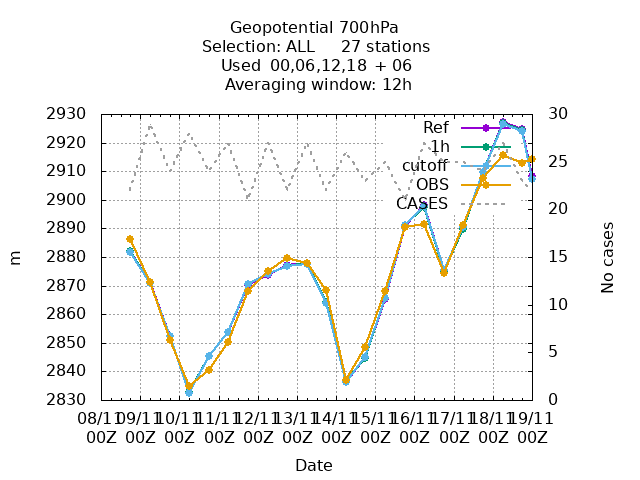 Geopotential 700hPa
Selection: ALL 27 stations
Used 00,06,12,18 + 06
Averaging window: 12h
2930
2920
2910
2900
2890
2880
2870
2860
2850
2840
2830
m
30
25
20
15
10
5
0
No cases
Ref
1h
cutoff
OBS
CASES
08/11 09/11 10/11 11/11 12/11 13/11 14/11 15/11 16/11 17/11 18/11 19/11
00Z 00Z 00Z 00Z 00Z 00Z 00Z 00Z 00Z 00Z 00Z 00Z
Date